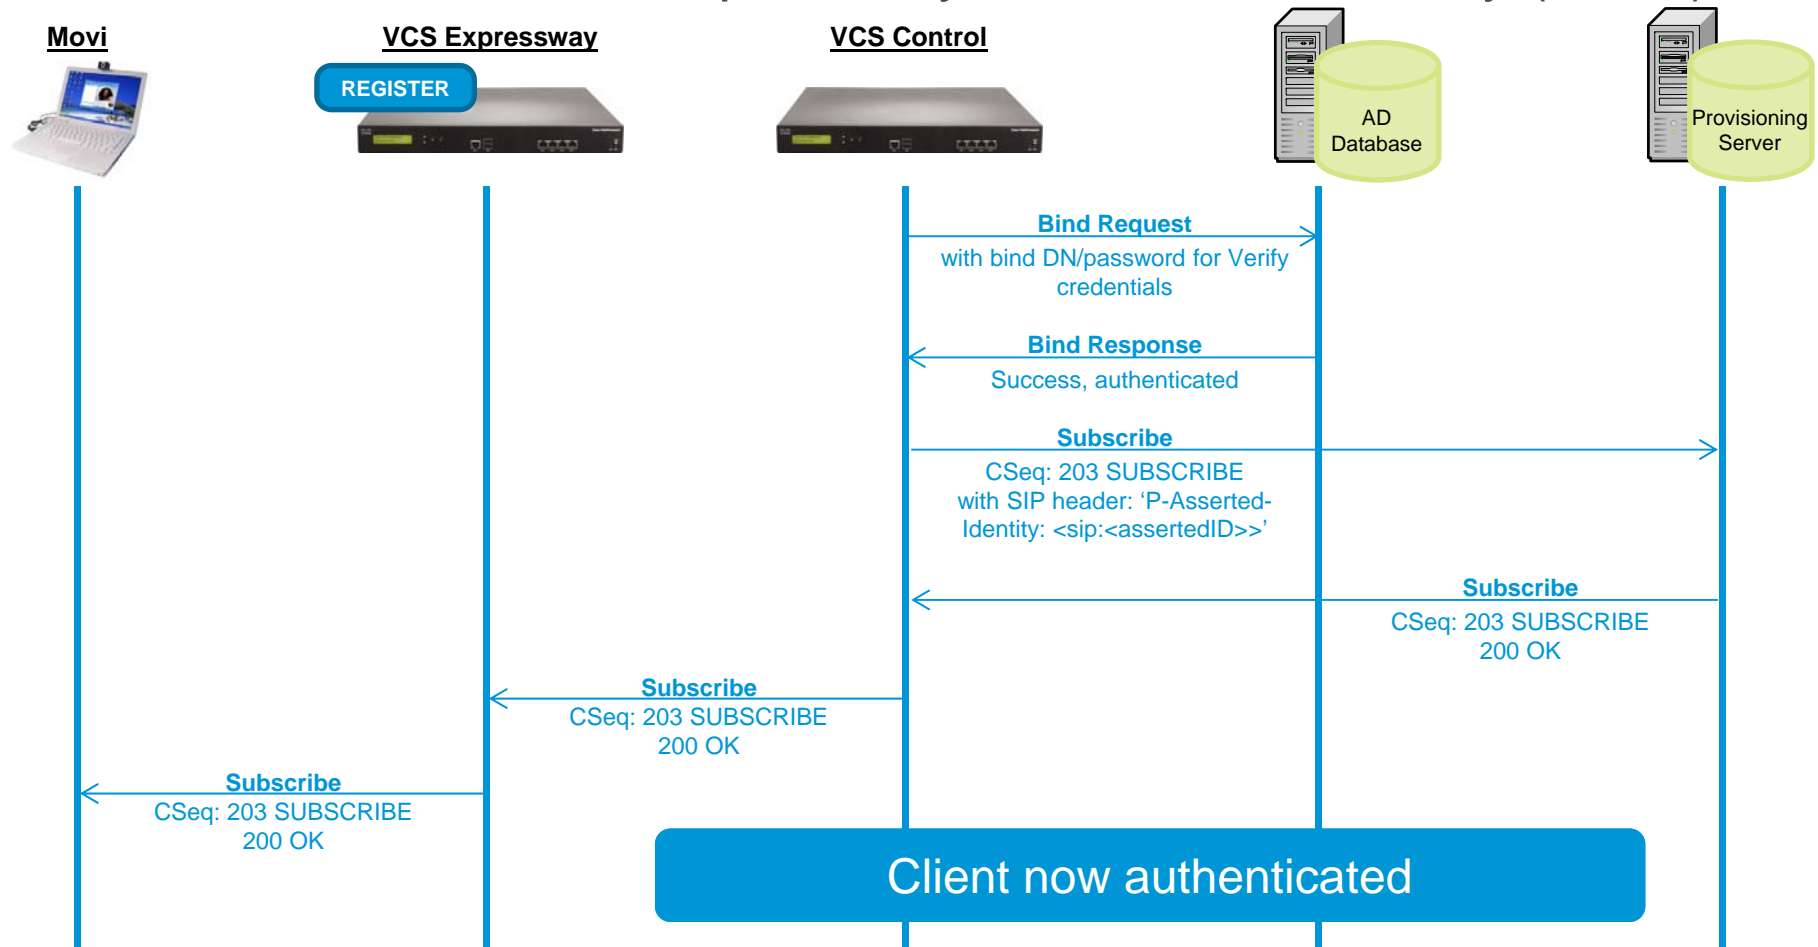 Movi
VCS Expressway
VCS Control
REGISTER
AD
Database
Provisioning
Server
Bind Request
with bind DN/password for Verify
credentials
Bind Response
Success, authenticated
Subscribe
CSeq: 203 SUBSCRIBE
with SIP header: ‘P-Asserted-
Identity: <sip:<assertedID>>’
Subscribe
CSeq: 203 SUBSCRIBE
200 OK
Subscribe
CSeq: 203 SUBSCRIBE
200 OK
Subscribe
CSeq: 203 SUBSCRIBE
200 OK
Client now authenticated